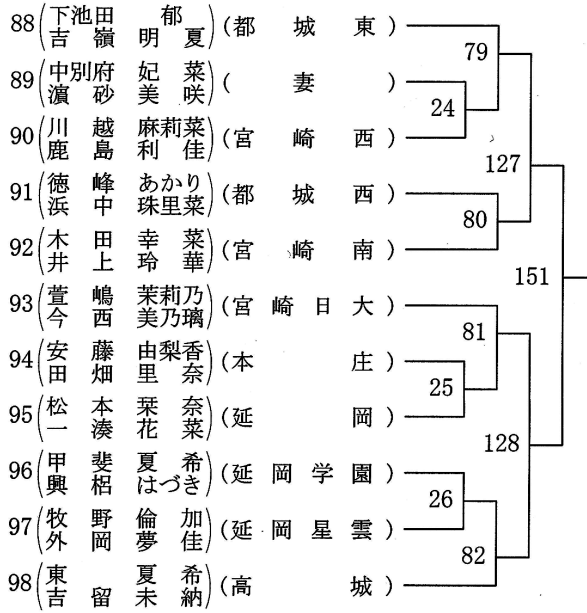 88 下池田 郁 (都城東)
吉嶺 明夏
79
89 中別府 妃菜 (妻)
濵砂 美咲
24
90 川越 麻莉菜 (宮崎西)
鹿島 利佳
127
91 徳峰 あかり (都城西)
浜中 珠里菜
80
92 木田 幸菜 (宮崎南)
井上 玲華
151
93 萱嶋 茉莉乃 (宮崎日大)
今西 美乃璃
81
94 安藤 由梨香 (本庄)
田畑 里奈
25
95 松本 栞奈 (延岡)
一湊 花菜
128
96 甲斐 夏希 (延岡学園)
興梠 はづき
26
97 牧野 倫加 (延岡星雲)
外岡 夢佳
82
98 東 夏希 (高城)
吉留 未納